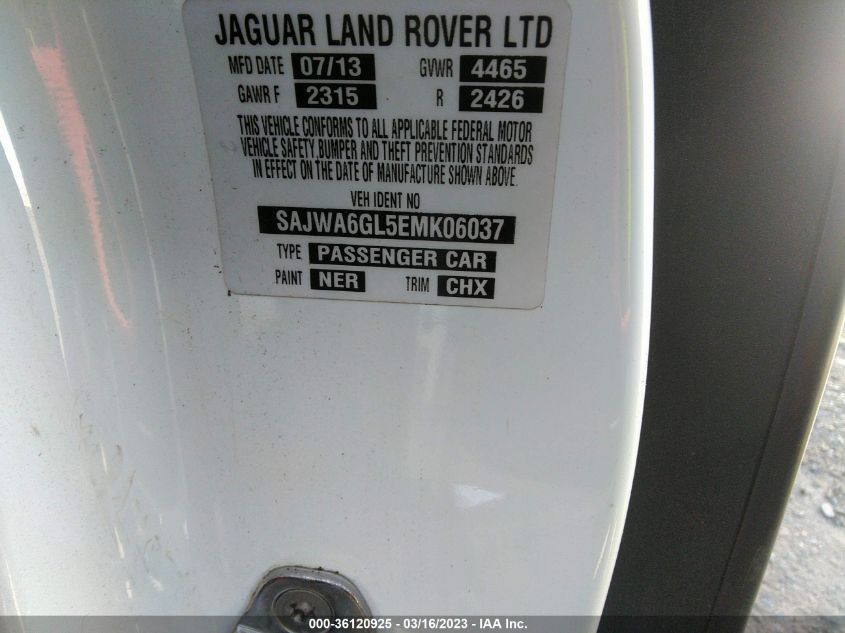 JAGUAR LAND ROVER LTD
MFD DATE 07/13 GVWR 4465
GAWR F 2315 R 2426
THIS VEHICLE CONFORMS TO ALL APPLICABLE FEDERAL MOTOR
VEHICLE SAFETY, BUMPER AND THEFT PREVENTION STANDARDS
IN EFFECT ON THE DATE OF MANUFACTURE SHOWN ABOVE.
VEH IDENT NO
SAJWA6GL5EMK06037
TYPE PASSENGER CAR
PAINT NER TRIM CHX
000-36120925 - 03/16/2023 - IAA Inc.